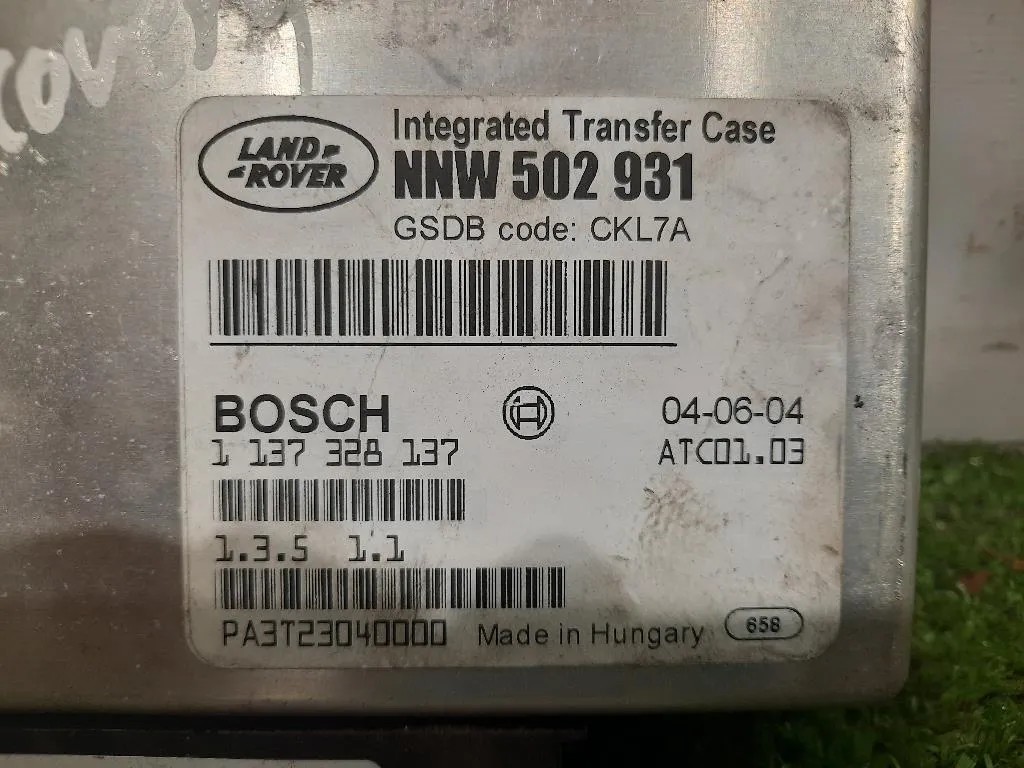 LAND ROVER
Integrated Transfer Case
NNW 502 931
GSDB code: CKL7A
BOSCH
04-06-04
1 137 328 137
ATC01.03
1.3.5 1.1
PA3T23040000
Made in Hungary
658